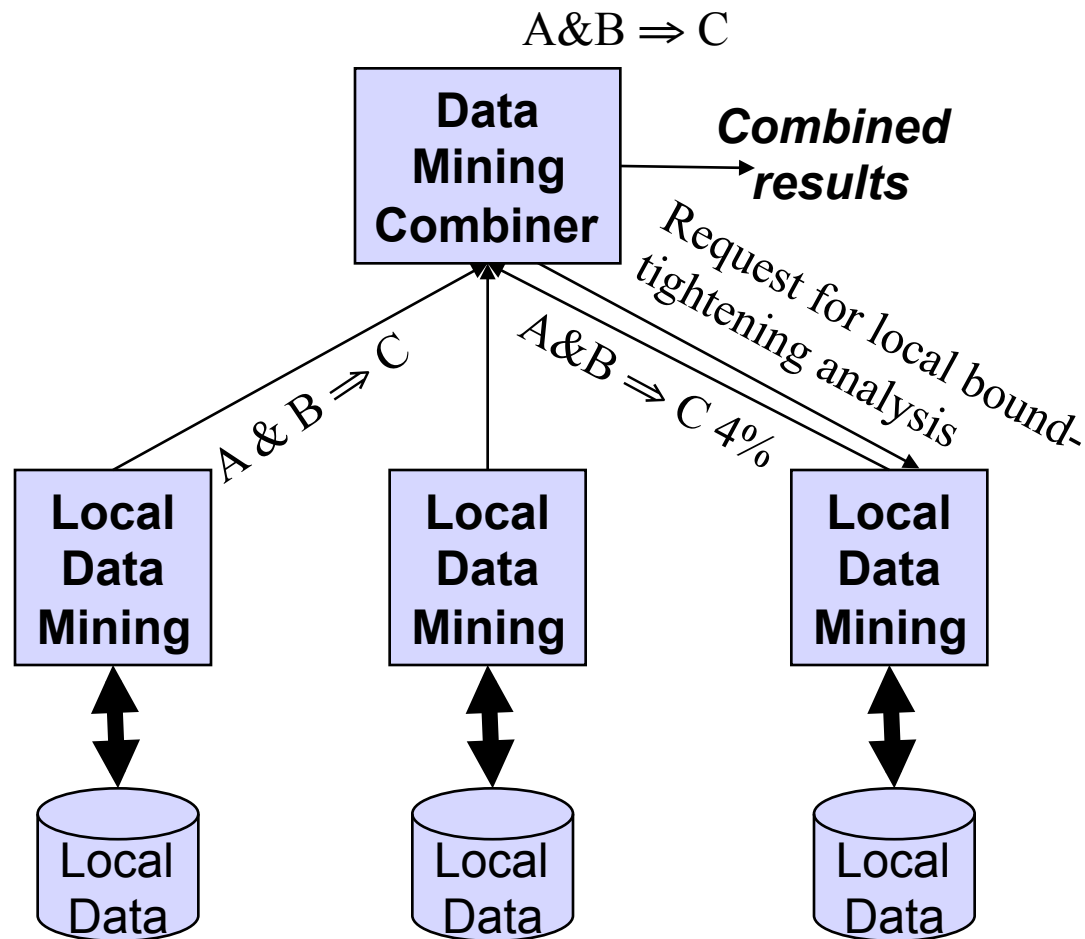 A&B ⇒ C
Data
Mining
Combiner
Combined
results
Request for local bound-
tightening analysis
A & B ⇒ C
A&B ⇒ C 4%
Local
Data
Mining
Local
Data
Mining
Local
Data
Mining
Local
Data
Local
Data
Local
Data